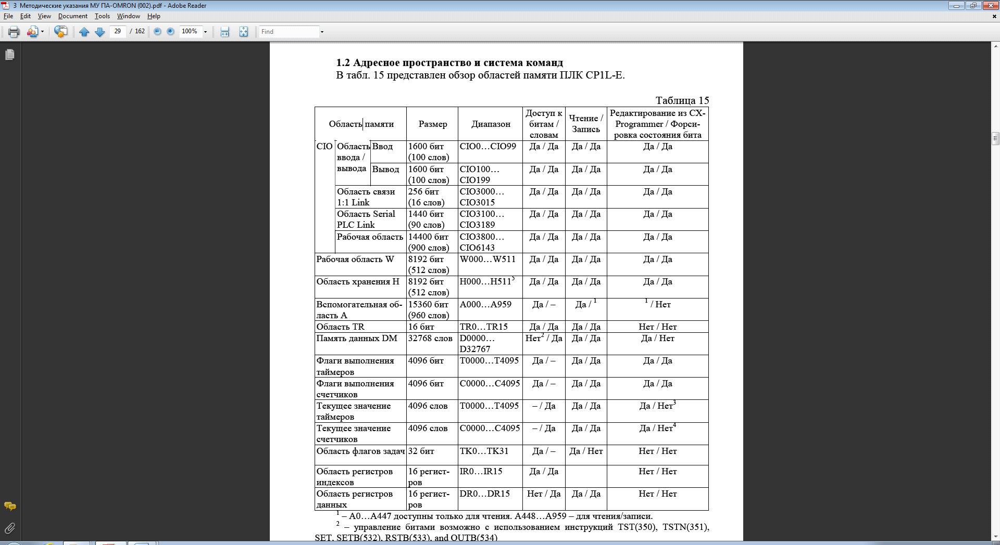 3 Методические указания МУ ПА-OMRON (002).pdf - Adobe Reader
File Edit View Document Tools Window Help
29 / 162 100% Find
1.2 Адресное пространство и система команд
В табл. 15 представлен обзор областей памяти ПЛК CP1L-E.
Таблица 15
Область памяти Размер Диапазон Доступ к битам / словам Чтение / Запись Редактирование из CX-Programmer / Форси-ровка состояния бита
CIO Область ввода / вывода Ввод 1600 бит (100 слов) CIO0…CIO99 Да / Да Да / Да Да / Да
Вывод 1600 бит (100 слов) CIO100… CIO199 Да / Да Да / Да Да / Да
Область связи 1:1 Link 256 бит (16 слов) CIO3000… CIO3015 Да / Да Да / Да Да / Да
Область Serial PLC Link 1440 бит (90 слов) CIO3100… CIO3189 Да / Да Да / Да Да / Да
Рабочая область 14400 бит (900 слов) CIO3800… CIO6143 Да / Да Да / Да Да / Да
Рабочая область W 8192 бит (512 слов) W000…W511 Да / Да Да / Да Да / Да
Область хранения H 8192 бит (512 слов) H000…H511⁵ Да / Да Да / Да Да / Да
Вспомогательная об-ласть А 15360 бит (960 слов) A000…A959 Да / – Да / ¹ ¹ / Нет
Область TR 16 бит TR0…TR15 Да / Да Да / Да Нет / Нет
Память данных DM 32768 слов D0000… D32767 Нет² / Да Да / Да Да / Нет
Флаги выполнения таймеров 4096 бит T0000…T4095 Да / – Да / Да Да / Да
Флаги выполнения счетчиков 4096 бит C0000…C4095 Да / – Да / Да Да / Да
Текущее значение таймеров 4096 слов T0000…T4095 – / Да Да / Да Да / Нет³
Текущее значение счетчиков 4096 слов C0000…C4095 – / Да Да / Да Да / Нет⁴
Область флагов задач 32 бит TK0…TK31 Да / – Да / Нет Нет / Нет
Область регистров индексов 16 регист-ров IR0…IR15 Да / Да Нет / Нет
Область регистров данных 16 регист-ров DR0…DR15 Нет / Да Да / Да Нет / Нет
¹ – A0…A447 доступны только для чтения. A448…A959 – для чтения/записи.
² – управление битами возможно с использованием инструкций TST(350), TSTN(351),
SET, SETB(532), RSTB(533), and OUTB(534)